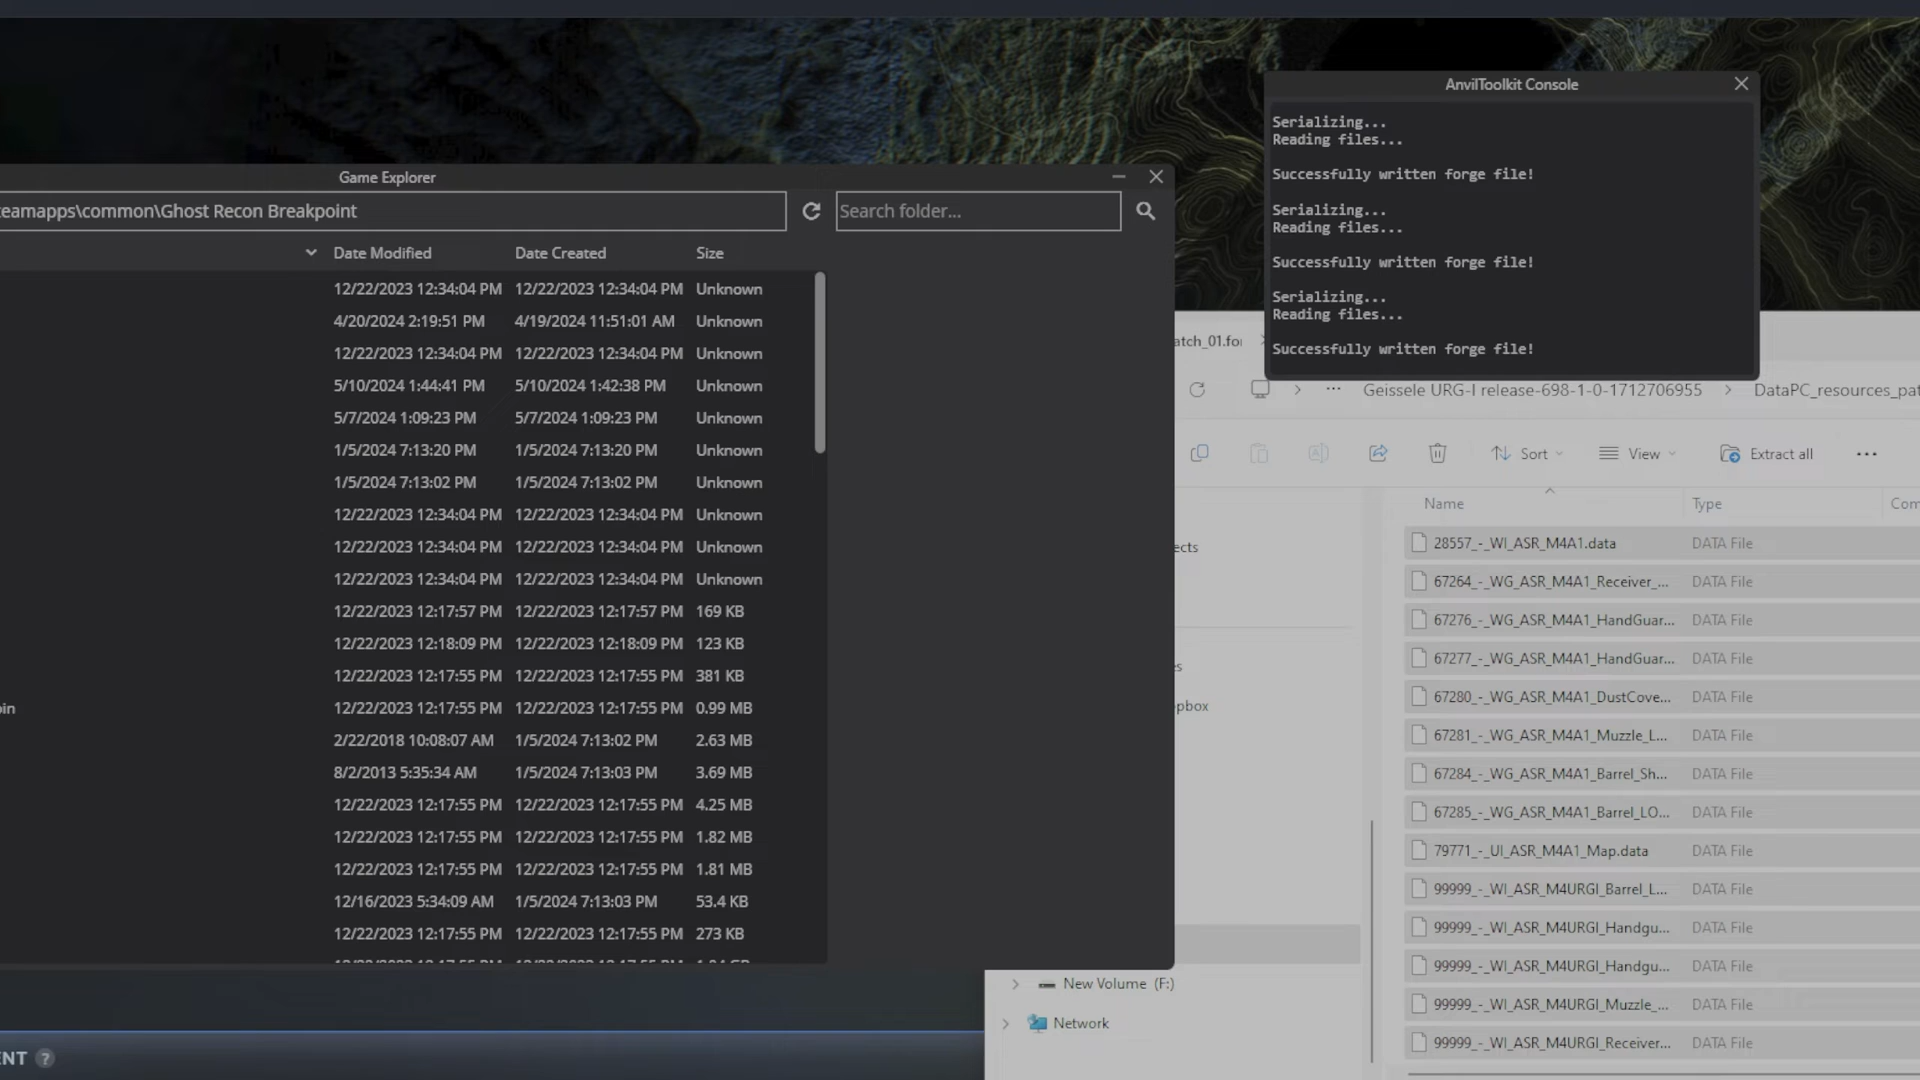 AnvilToolkit Console
Serializing...
Reading files...
Successfully written forge file!
Serializing...
Reading files...
Successfully written forge file!
Serializing...
Reading files...
Successfully written forge file!
Game Explorer
teamapps\common\Ghost Recon Breakpoint
Search folder...
Date Modified Date Created Size
12/22/2023 12:34:04 PM 12/22/2023 12:34:04 PM Unknown
4/20/2024 2:19:51 PM 4/19/2024 11:51:01 AM Unknown
12/22/2023 12:34:04 PM 12/22/2023 12:34:04 PM Unknown
5/10/2024 1:44:41 PM 5/10/2024 1:42:38 PM Unknown
5/7/2024 1:09:23 PM 5/7/2024 1:09:23 PM Unknown
1/5/2024 7:13:20 PM 1/5/2024 7:13:20 PM Unknown
1/5/2024 7:13:02 PM 1/5/2024 7:13:02 PM Unknown
12/22/2023 12:34:04 PM 12/22/2023 12:34:04 PM Unknown
12/22/2023 12:34:04 PM 12/22/2023 12:34:04 PM Unknown
12/22/2023 12:34:04 PM 12/22/2023 12:34:04 PM Unknown
12/22/2023 12:17:57 PM 12/22/2023 12:17:57 PM 169 KB
12/22/2023 12:18:09 PM 12/22/2023 12:18:09 PM 123 KB
12/22/2023 12:17:55 PM 12/22/2023 12:17:55 PM 381 KB
bin 12/22/2023 12:17:55 PM 12/22/2023 12:17:55 PM 0.99 MB
2/22/2018 10:08:07 AM 1/5/2024 7:13:02 PM 2.63 MB
8/2/2013 5:35:34 AM 1/5/2024 7:13:03 PM 3.69 MB
12/22/2023 12:17:55 PM 12/22/2023 12:17:55 PM 4.25 MB
12/22/2023 12:17:55 PM 12/22/2023 12:17:55 PM 1.82 MB
12/22/2023 12:17:55 PM 12/22/2023 12:17:55 PM 1.81 MB
12/16/2023 5:34:09 AM 1/5/2024 7:13:03 PM 53.4 KB
12/22/2023 12:17:55 PM 12/22/2023 12:17:55 PM 273 KB
atch_01.for
... Geissele URG-I release-698-1-0-1712706955 > DataPC_resources_pat
Sort View Extract all ...
Name Type Com
28557_-_WI_ASR_M4A1.data DATA File
67264_-_WG_ASR_M4A1_Receiver_... DATA File
67276_-_WG_ASR_M4A1_HandGuar... DATA File
67277_-_WG_ASR_M4A1_HandGuar... DATA File
67280_-_WG_ASR_M4A1_DustCove... DATA File
67281_-_WG_ASR_M4A1_Muzzle_L... DATA File
67284_-_WG_ASR_M4A1_Barrel_Sh... DATA File
67285_-_WG_ASR_M4A1_Barrel_LO... DATA File
79771_-_UI_ASR_M4A1_Map.data DATA File
99999_-_WI_ASR_M4URGI_Barrel_L... DATA File
99999_-_WI_ASR_M4URGI_Handgu... DATA File
99999_-_WI_ASR_M4URGI_Handgu... DATA File
99999_-_WI_ASR_M4URGI_Muzzle_... DATA File
99999_-_WI_ASR_M4URGI_Receiver... DATA File
ects
es
pbox
New Volume (F:)
Network
ENT ?